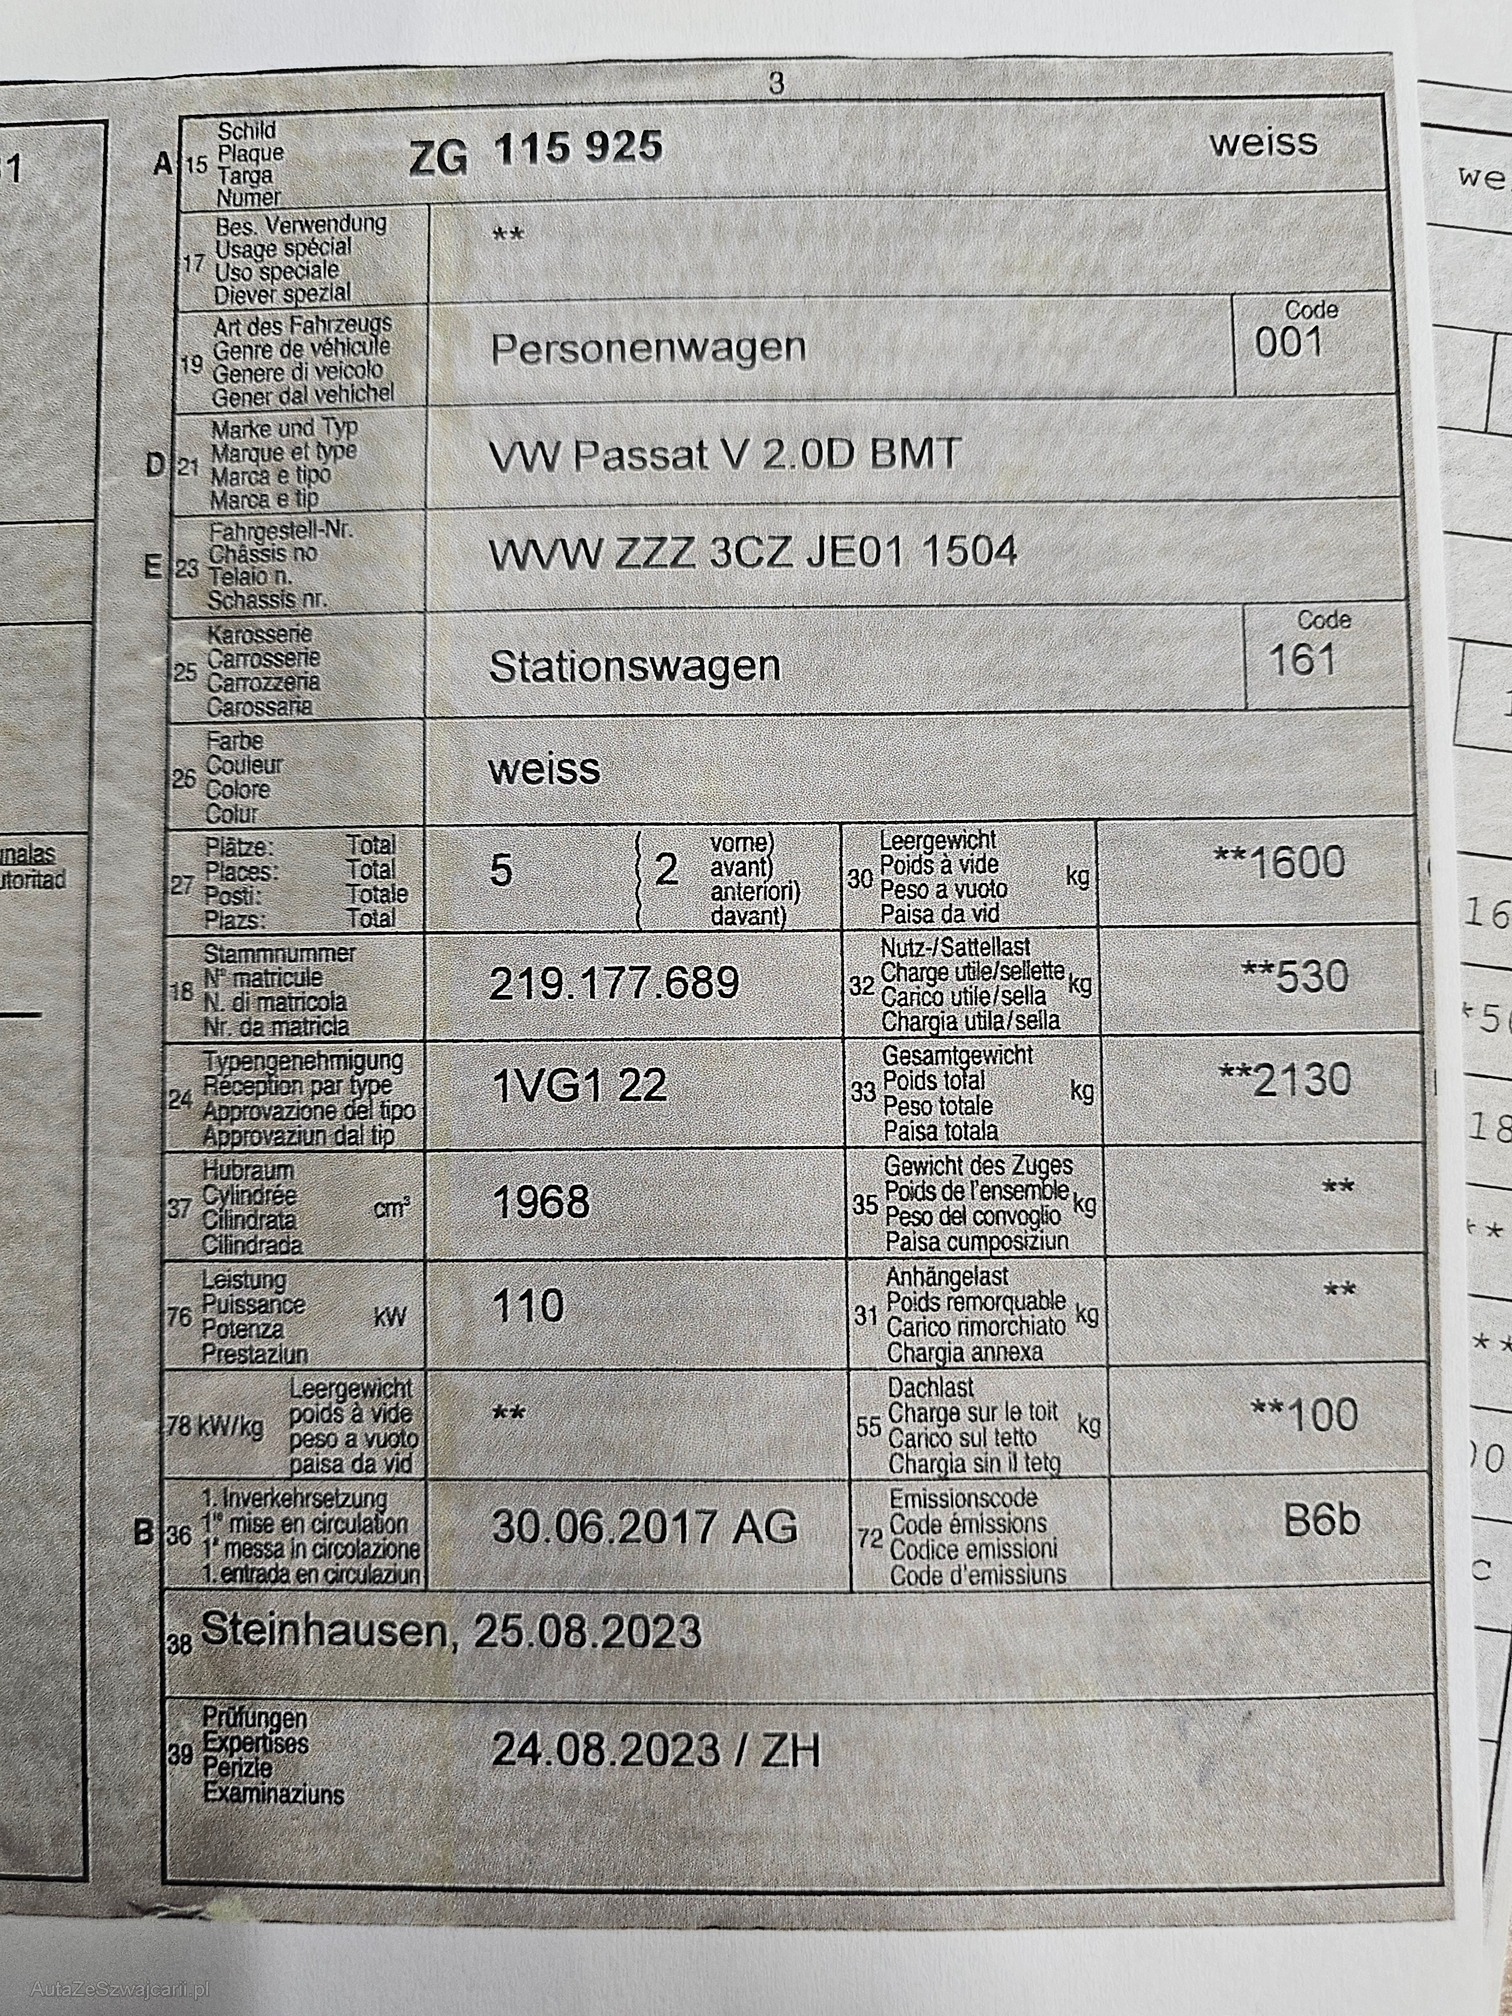 3
A 15 Schild Plaque Targa Numer ZG 115 925 weiss
17 Bes. Verwendung Usage spécial Uso speciale Diever spezial **
19 Art des Fahrzeugs Genre de véhicule Genere di veicolo Gener dal vehichel Personenwagen Code 001
D 21 Marke und Typ Marque et type Marca e tipo Marca e tip VW Passat V 2.0D BMT
E 23 Fahrgestell-Nr. Châssis no Telaio n. Schassis nr. WVW ZZZ 3CZ JE01 1504
25 Karosserie Carrosserie Carrozzeria Carossaria Stationswagen Code 161
26 Farbe Couleur Colore Colur weiss
27 Plätze: Total Places: Total Posti: Totale Plazs: Total 5 ( 2 vorne) avant) anteriori) davant)
30 Leergewicht Poids à vide Peso a vuoto Paisa da vid kg **1600
18 Stammnummer N° matricule N. di matricola Nr. da matricla 219.177.689
32 Nutz-/Sattellast Charge utile/sellette Carico utile/sella Chargia utila/sella kg **530
24 Typengenehmigung Réception par type Approvazione del tipo Approvaziun dal tip 1VG1 22
33 Gesamtgewicht Poids total Peso totale Paisa totala kg **2130
37 Hubraum Cylindrée Cilindrata Cilindrada cm³ 1968
35 Gewicht des Zuges Poids de l'ensemble Peso del convoglio Paisa cumposiziun kg **
76 Leistung Puissance Potenza Prestaziun kW 110
31 Anhängelast Poids remorquable Carico rimorchiato Chargia annexa kg **
78 kW/kg Leergewicht poids à vide peso a vuoto paisa da vid **
55 Dachlast Charge sur le toit Carico sul tetto Chargia sin il tetg kg **100
B 36 1. Inverkehrsetzung 1re mise en circulation 1a messa in circolazione 1. entrada en circulaziun 30.06.2017 AG
72 Emissionscode Code émissions Codice emissioni Code d'emissiuns B6b
38 Steinhausen, 25.08.2023
39 Prüfungen Expertises Perizie Examinaziuns 24.08.2023 / ZH
AutaZeSzwajcarii.pl